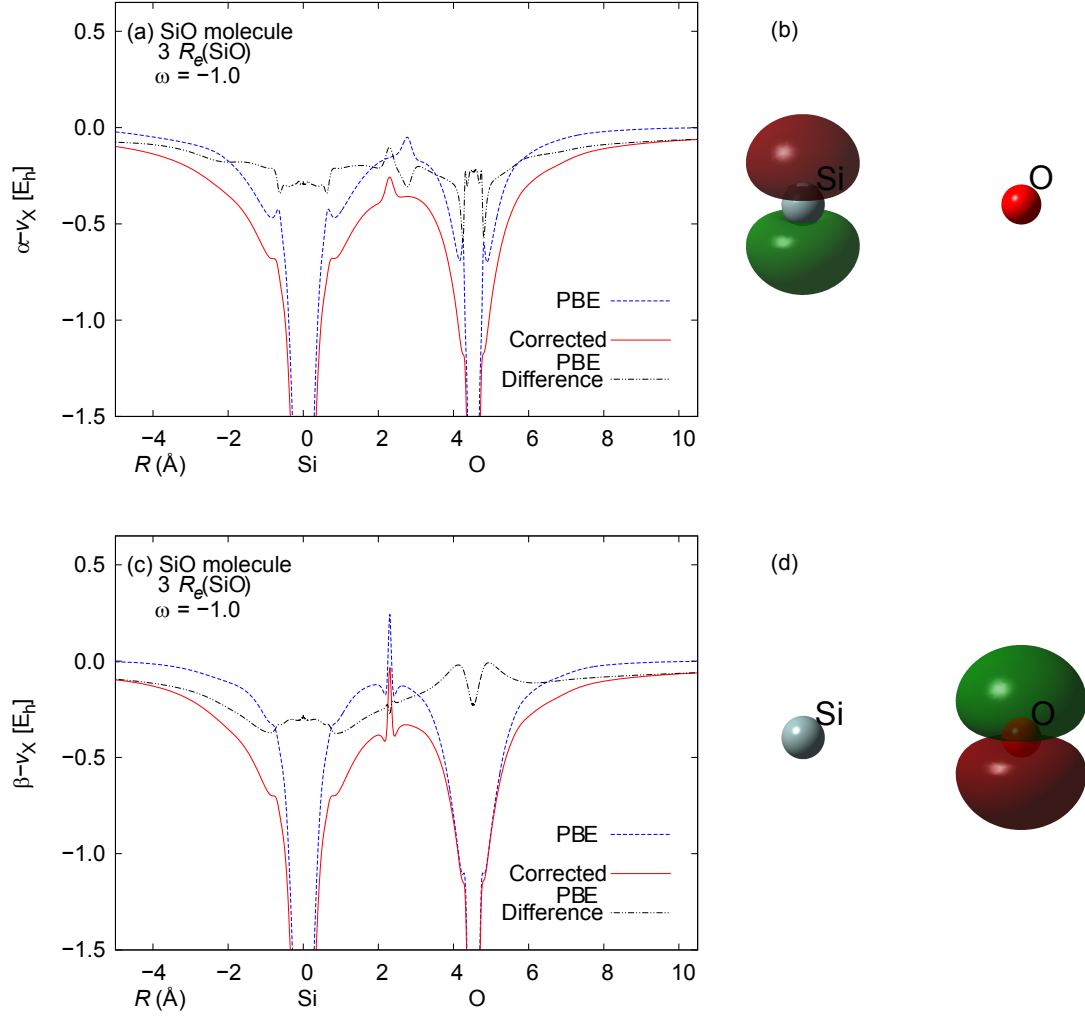 (a) SiO molecule
3 Re(SiO)
ω = −1.0
0.5
0.0
−0.5
−1.0
−1.5
α−vX [Eh]
PBE
Corrected
PBE
Difference
−4 −2 0 2 4 6 8 10
R (Å) Si O
(b)
Si
O
(c) SiO molecule
3 Re(SiO)
ω = −1.0
0.5
0.0
−0.5
−1.0
−1.5
β−vX [Eh]
PBE
Corrected
PBE
Difference
−4 −2 0 2 4 6 8 10
R (Å) Si O
(d)
Si
O